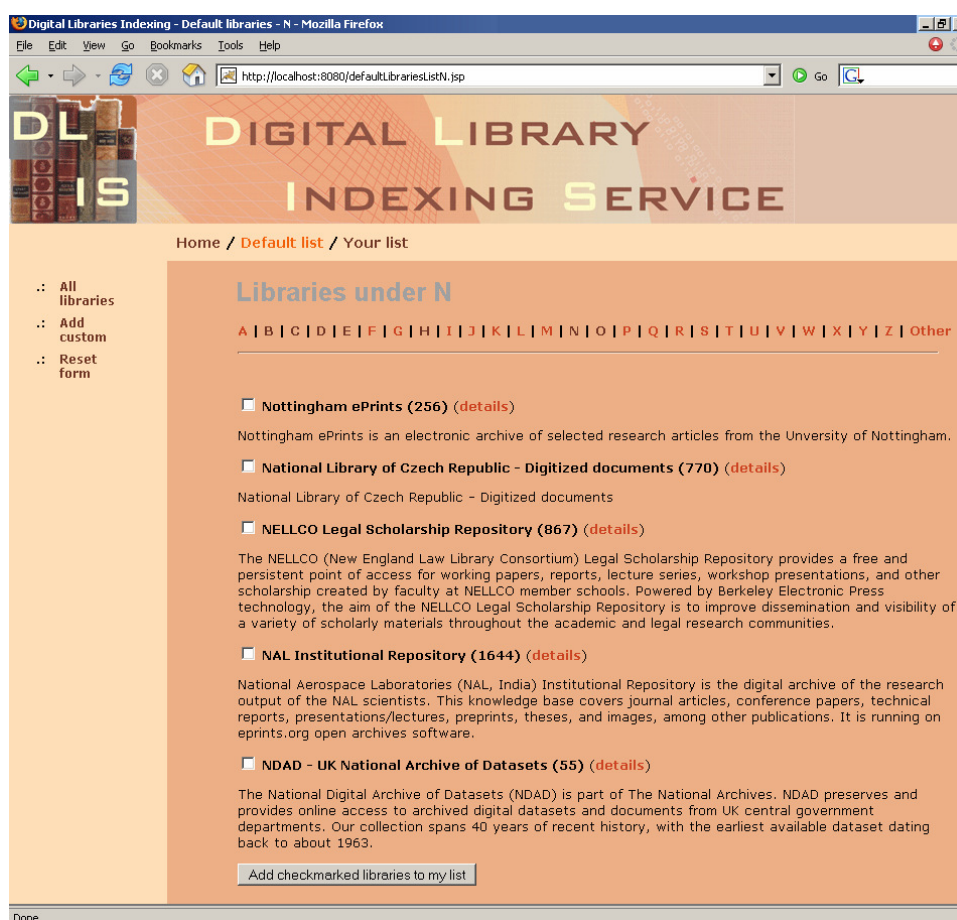 Digital Libraries Indexing - Default libraries - N - Mozilla Firefox
File Edit View Go Bookmarks Tools Help
http://localhost:8080/defaultLibrariesListN.jsp
Go
G
DL
IS
DIGITAL LIBRARY
INDEXING SERVICE
Home / Default list / Your list
.: All
libraries
.: Add
custom
.: Reset
form
Libraries under N
A | B | C | D | E | F | G | H | I | J | K | L | M | N | O | P | Q | R | S | T | U | V | W | X | Y | Z | Other
Nottingham ePrints (256) (details)
Nottingham ePrints is an electronic archive of selected research articles from the Unversity of Nottingham.
National Library of Czech Republic - Digitized documents (770) (details)
National Library of Czech Republic - Digitized documents
NELLCO Legal Scholarship Repository (867) (details)
The NELLCO (New England Law Library Consortium) Legal Scholarship Repository provides a free and
persistent point of access for working papers, reports, lecture series, workshop presentations, and other
scholarship created by faculty at NELLCO member schools. Powered by Berkeley Electronic Press
technology, the aim of the NELLCO Legal Scholarship Repository is to improve dissemination and visibility of
a variety of scholarly materials throughout the academic and legal research communities.
NAL Institutional Repository (1644) (details)
National Aerospace Laboratories (NAL, India) Institutional Repository is the digital archive of the research
output of the NAL scientists. This knowledge base covers journal articles, conference papers, technical
reports, presentations/lectures, preprints, theses, and images, among other publications. It is running on
eprints.org open archives software.
NDAD - UK National Archive of Datasets (55) (details)
The National Digital Archive of Datasets (NDAD) is part of The National Archives. NDAD preserves and
provides online access to archived digital datasets and documents from UK central government
departments. Our collection spans 40 years of recent history, with the earliest available dataset dating
back to about 1963.
Add checkmarked libraries to my list
Done